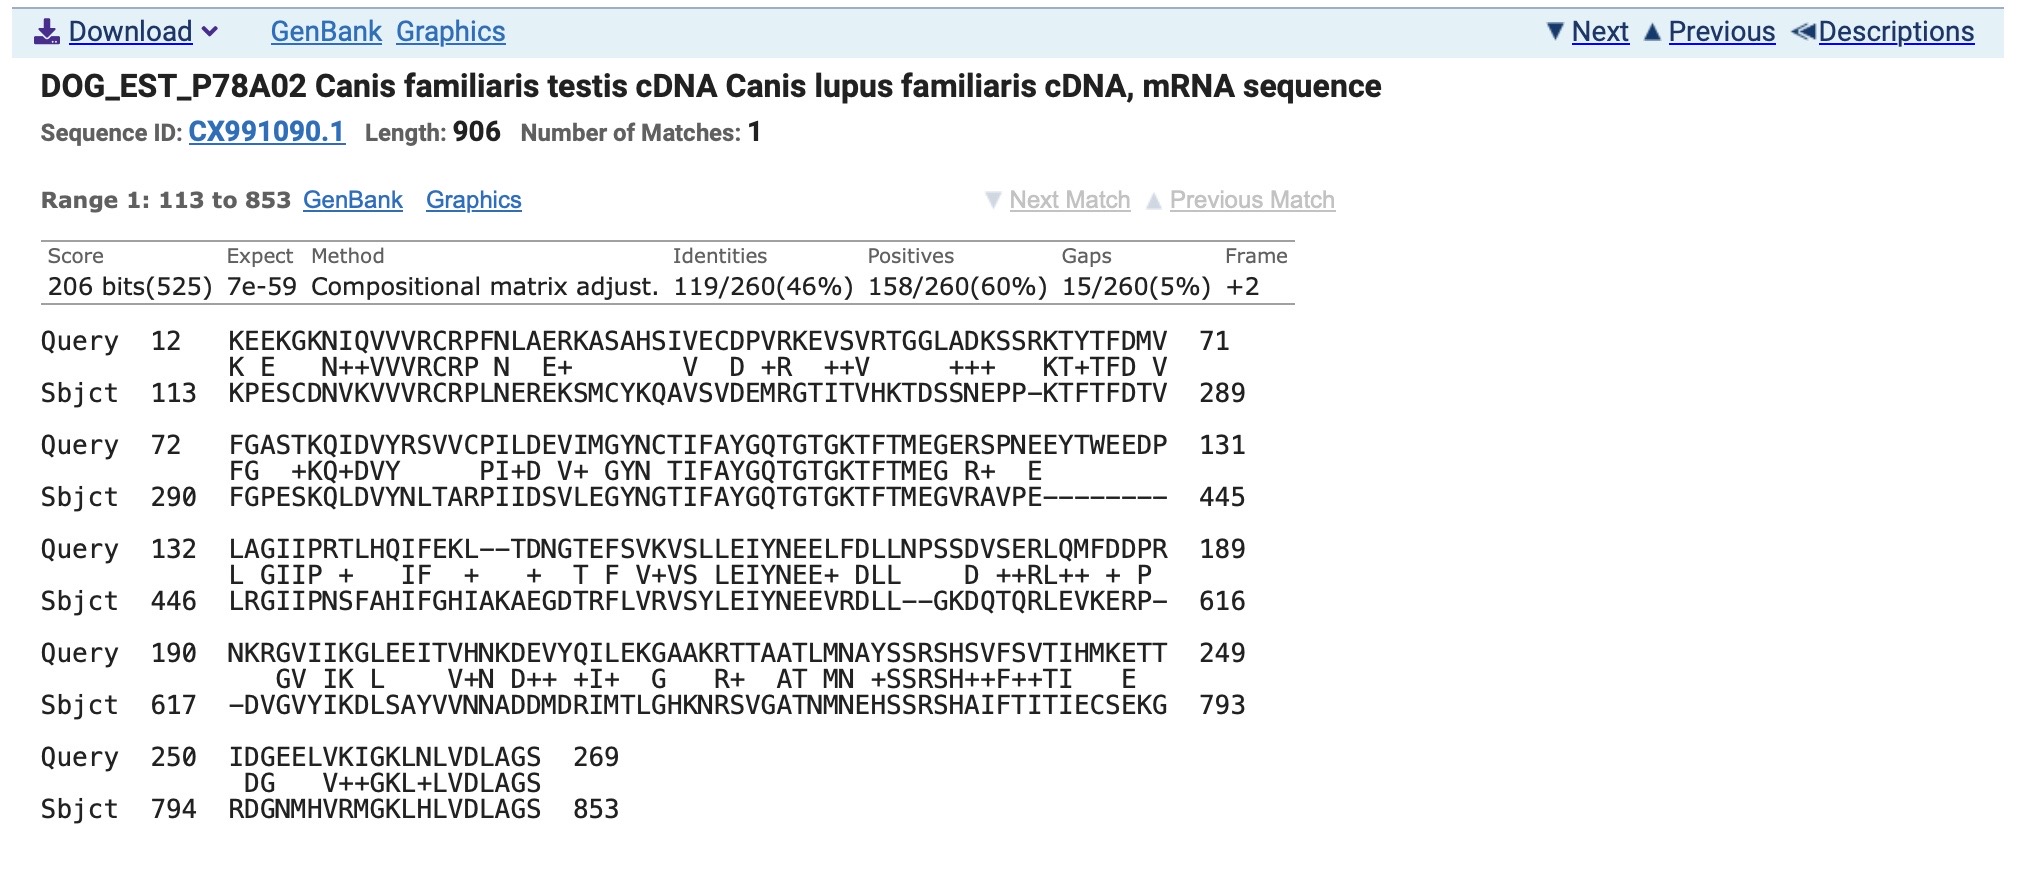 Download GenBank Graphics Next Previous Descriptions
DOG_EST_P78A02 Canis familiaris testis cDNA Canis lupus familiaris cDNA, mRNA sequence
Sequence ID: CX991090.1 Length: 906 Number of Matches: 1
Range 1: 113 to 853 GenBank Graphics Next Match Previous Match
Score Expect Method Identities Positives Gaps Frame
206 bits(525) 7e-59 Compositional matrix adjust. 119/260(46%) 158/260(60%) 15/260(5%) +2
Query  12   KEEKGKNIQVVVRCRPFNLAERKASAHSIVECDPVRKEVSVRTGGLADKSSRKTYTFDMV  71
            K E   N++VVVRCRP N  E+       V  D +R  ++V     +++   KT+TFD V
Sbjct  113  KPESCDNVKVVVRCRPLNEREKSMCYKQAVSVDEMRGTITVHKTDSSNEPP-KTFTFDTV  289
Query  72   FGASTKQIDVYRSVVCPILDEVIMGYNCTIFAYGQTGTGKTFTMEGERSPNEEYTWEEDP  131
            FG  +KQ+DVY     PI+D V+ GYN TIFAYGQTGTGKTFTMEG R+  E
Sbjct  290  FGPESKQLDVYNLTARPIIDSVLEGYNGTIFAYGQTGTGKTFTMEGVRAVPE--------  445
Query  132  LAGIIPRTLHQIFEKL--TDNGTEFSVKVSLLEIYNEELFDLLNPSSDVSERLQMFDDPR  189
            L GIIP +   IF  +   +  T F V+VS LEIYNEE+ DLL    D ++RL++ + P
Sbjct  446  LRGIIPNSFAHIFGHIAKAEGDTRFLVRVSYLEIYNEEVRDLL--GKDQTQRLEVKERP-  616
Query  190  NKRGVIIKGLEEITVHNKDEVYQILEKGAAKRTTAATLMNAYSSRSHSVFSVTIHMKETT  249
               GV IK L    V+N D++ +I+  G   R+  AT MN +SSRSH++F++TI   E
Sbjct  617  -DVGVYIKDLSAYVVNNADDMDRIMTLGHKNRSVGATNMNEHSSRSHAIFTITIECSEKG  793
Query  250  IDGEELVKIGKLNLVDLAGS  269
             DG   V++GKL+LVDLAGS
Sbjct  794  RDGNMHVRMGKLHLVDLAGS  853